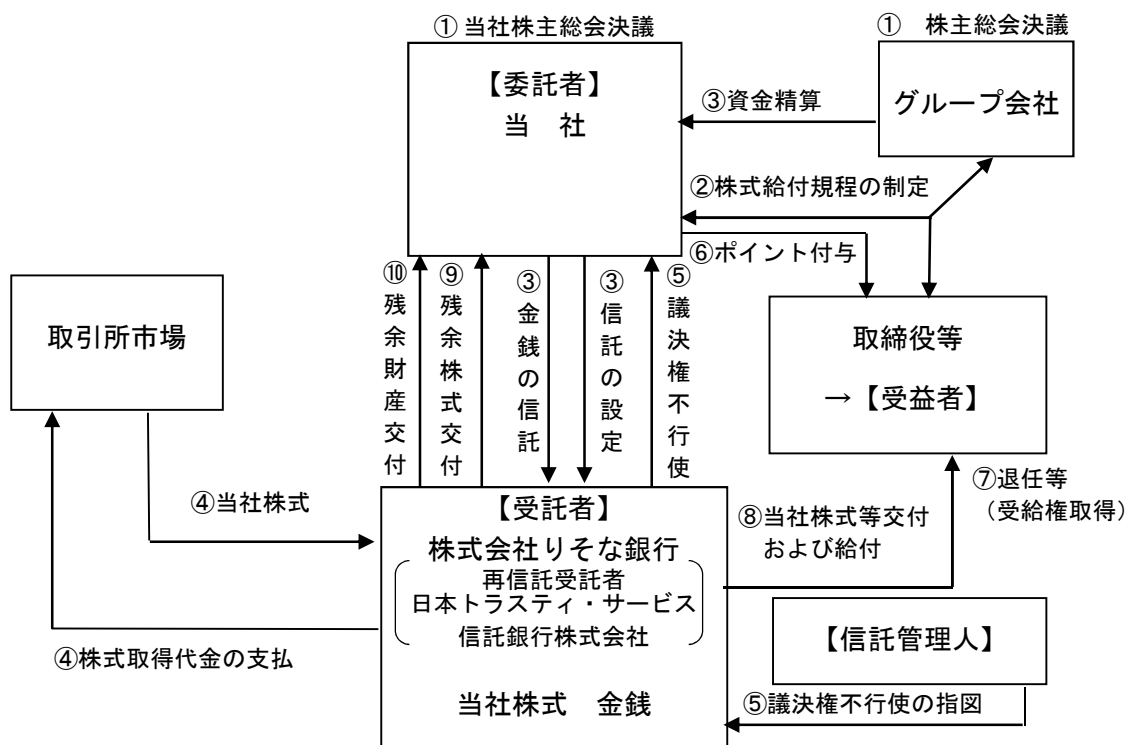 ① 当社株主総会決議
① 株主総会決議
【委託者】
当 社
③資金精算
グループ会社
②株式給付規程の制定
⑥ポイント付与
⑩残余財産交付
⑨残余株式交付
③金銭の信託
③信託の設定
⑤議決権不行使
取引所市場
取締役等
→【受益者】
④当社株式
【受託者】
株式会社りそな銀行
再信託受託者
日本トラスティ・サービス
信託銀行株式会社
当社株式 金銭
⑦退任等
（受給権取得）
⑧当社株式等交付
および給付
④株式取得代金の支払
【信託管理人】
⑤議決権不行使の指図